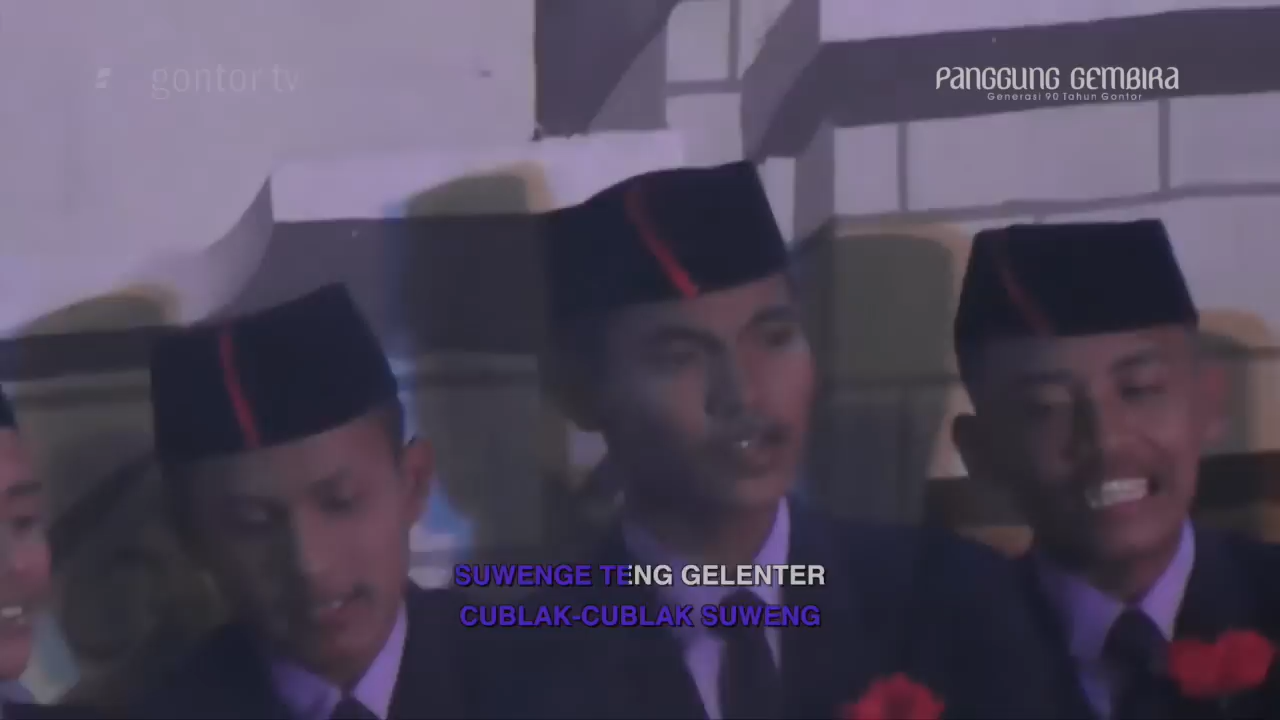 gontor tv
PANGGUNG GEMBIRA
Generasi 90 Tahun Gontor
SUWENGE TENG GELENTER
CUBLAK-CUBLAK SUWENG